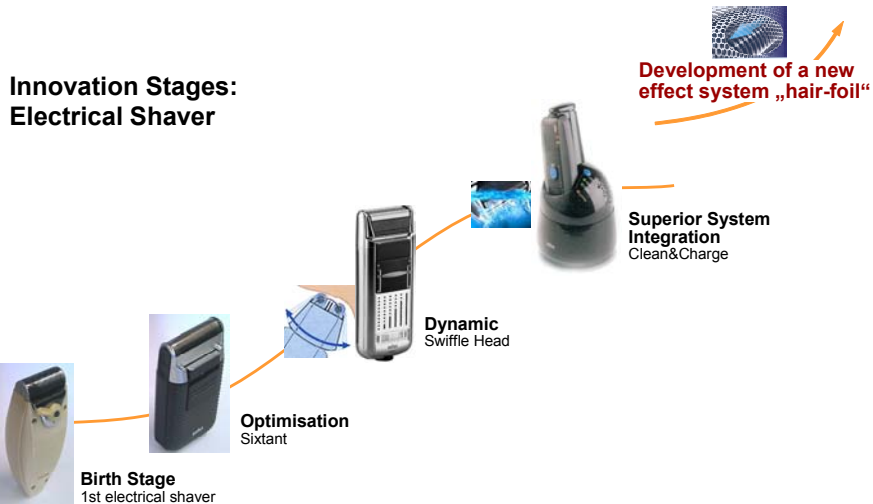 Innovation Stages:
Electrical Shaver
Development of a new
effect system „hair-foil“
Superior System
Integration
Clean&Charge
Dynamic
Swiffle Head
Optimisation
Sixtant
Birth Stage
1st electrical shaver